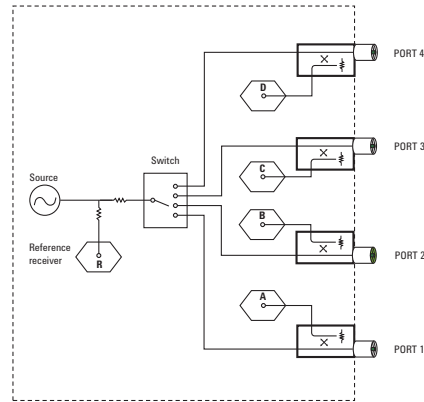 PORT 4
D
PORT 3
Switch
C
Source
B
Reference
receiver
R
PORT 2
A
PORT 1